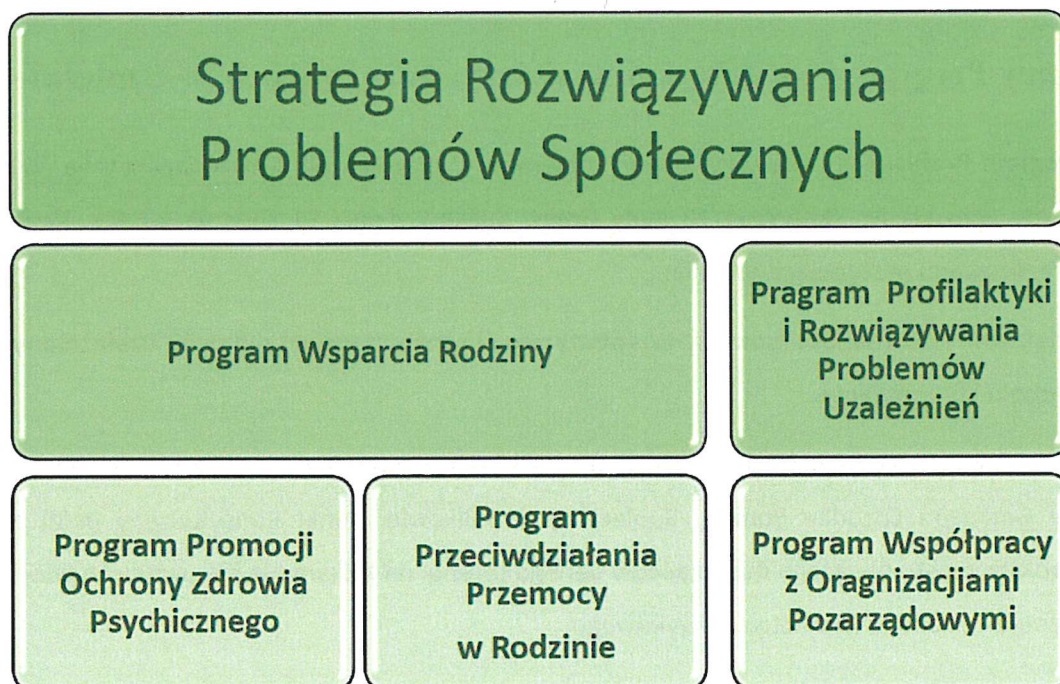 Strategia Rozwiązywania
Problemów Społecznych
Program Wsparcia Rodziny
Pragram Profilaktyki
i Rozwiązywania
Problemów
Uzależnień
Program Promocji
Ochrony Zdrowia
Psychicznego
Program
Przeciwdziałania
Przemocy
w Rodzinie
Program Współpracy
z Oragnizacjiami
Pozarządowymi